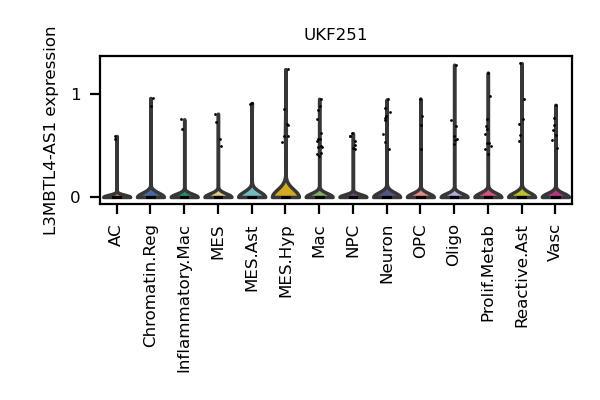 UKF251
L3MBTL4-AS1 expression
1
0
AC
Chromatin.Reg
Inflammatory.Mac
MES
MES.Ast
MES.Hyp
Mac
NPC
Neuron
OPC
Oligo
Prolif.Metab
Reactive.Ast
Vasc